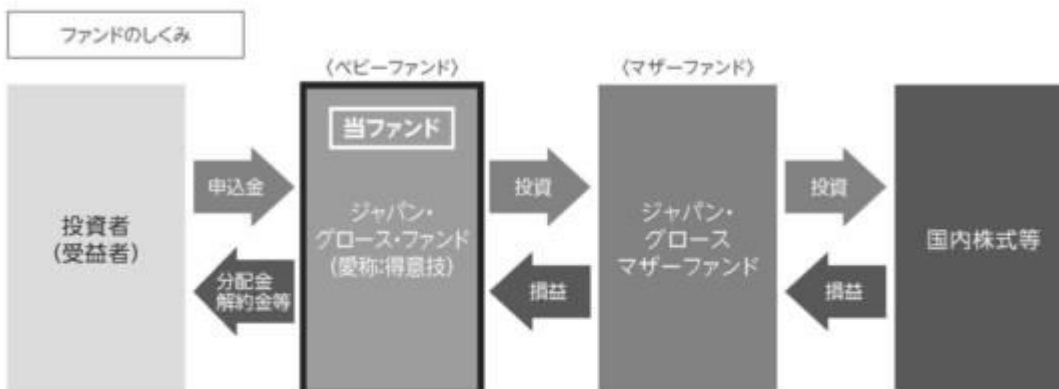 ファンドのしくみ
〈ベビーファンド〉
〈マザーファンド〉
投資者
(受益者)
申込金
分配金
解約金等
当ファンド
ジャパン・
グロース・ファンド
(愛称:得意技)
投資
損益
ジャパン・
グロース
マザーファンド
投資
損益
国内株式等